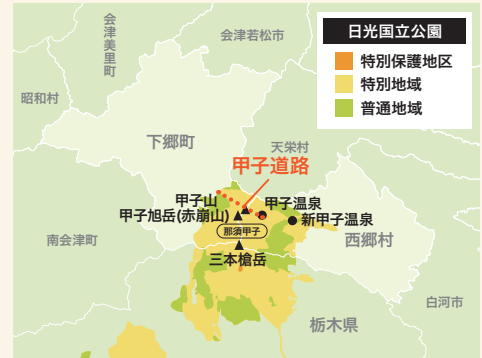 会津美里町
会津若松市
日光国立公園
特別保護地区
特別地域
普通地域
昭和村
下郷町
天栄村
甲子道路
甲子山
甲子温泉
甲子旭岳(赤崩山)
新甲子温泉
那須甲子
南会津町
西郷村
三本槍岳
白河市
栃木県